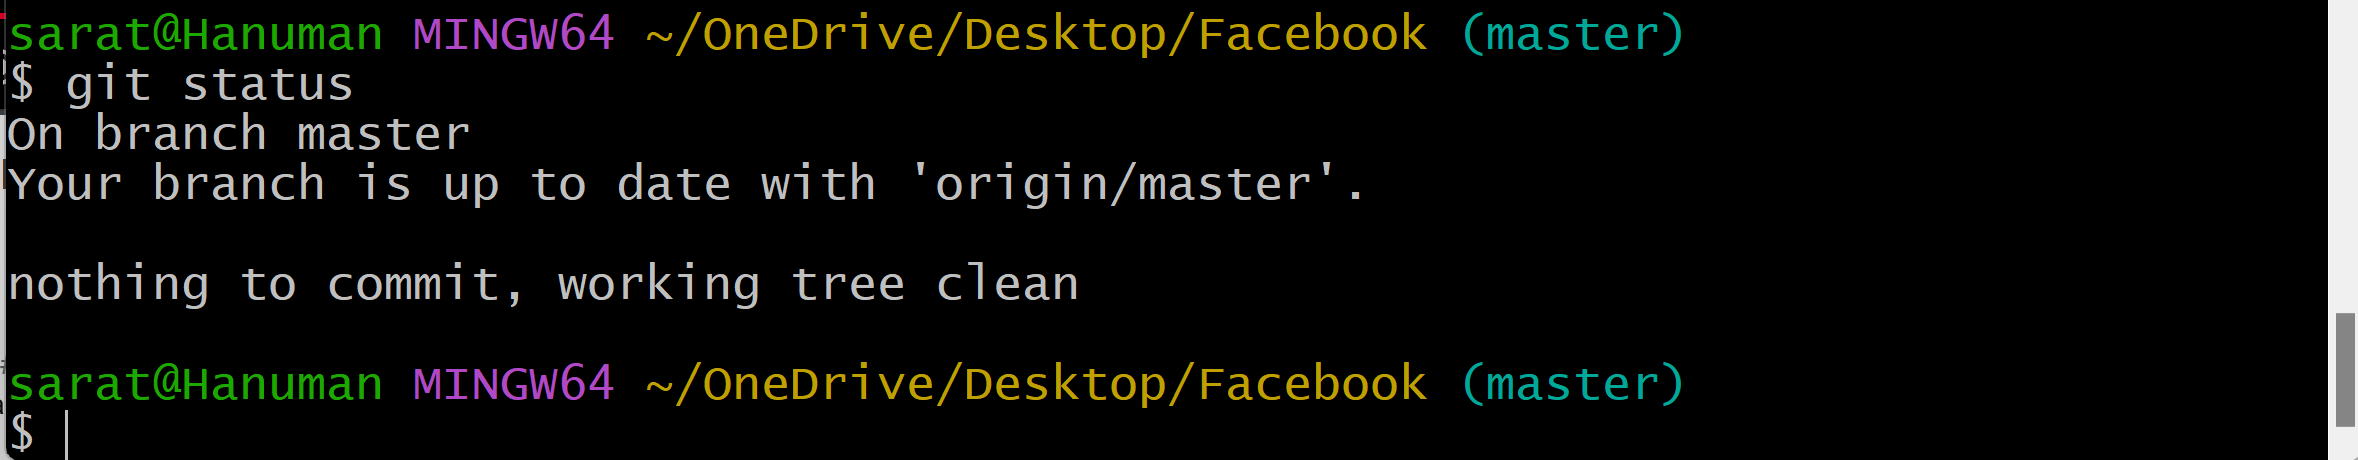 sarat@Hanuman MINGW64 ~/OneDrive/Desktop/Facebook (master)
$ git status
On branch master
Your branch is up to date with 'origin/master'.
nothing to commit, working tree clean
sarat@Hanuman MINGW64 ~/OneDrive/Desktop/Facebook (master)
$